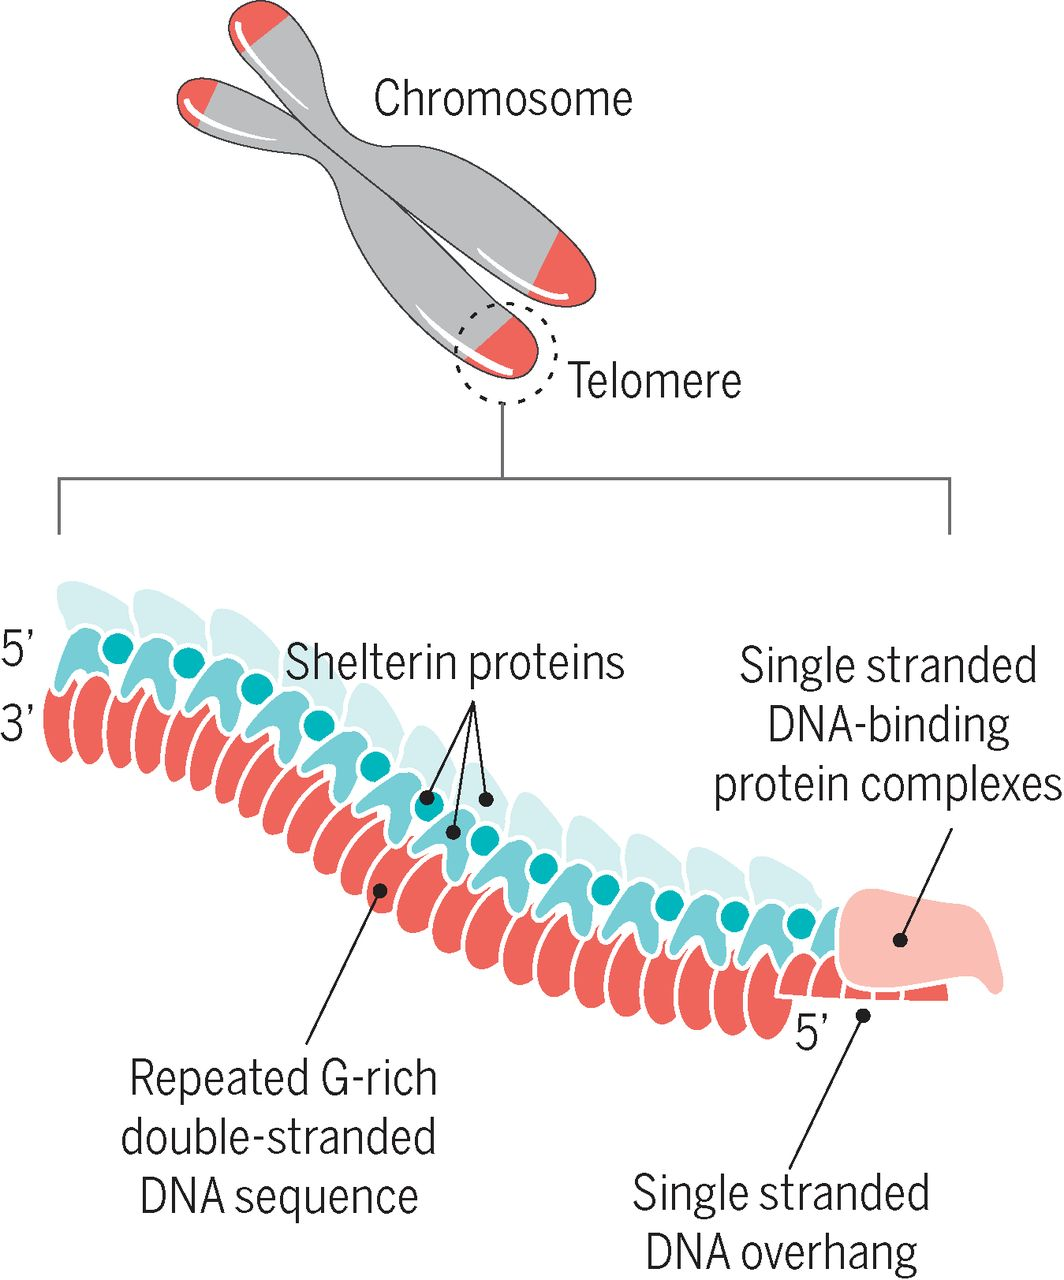 Chromosome
Telomere
5’
3’
Shelterin proteins
Single stranded
DNA-binding
protein complexes
5’
Repeated G-rich
double-stranded
DNA sequence
Single stranded
DNA overhang